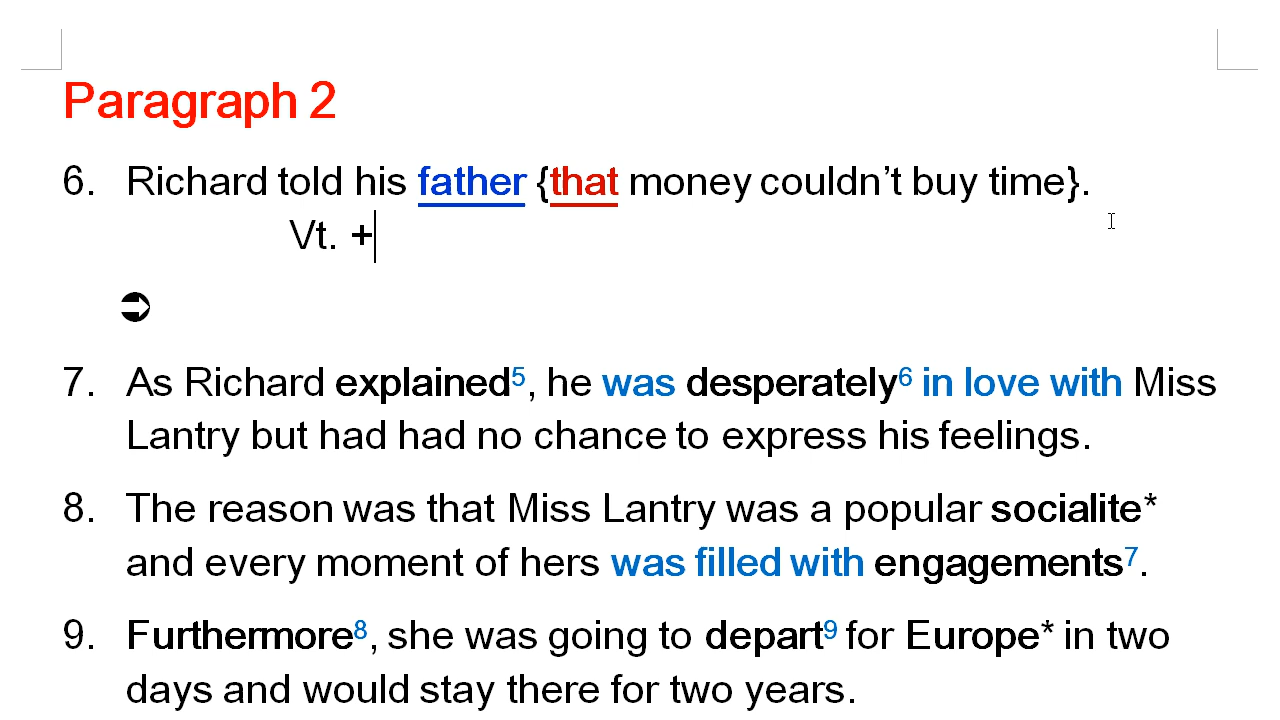 Paragraph 2
6. Richard told his father {that money couldn’t buy time}.
Vt. +
➲
7. As Richard explained5, he was desperately6 in love with Miss
Lantry but had had no chance to express his feelings.
8. The reason was that Miss Lantry was a popular socialite*
and every moment of hers was filled with engagements7.
9. Furthermore8, she was going to depart9 for Europe* in two
days and would stay there for two years.